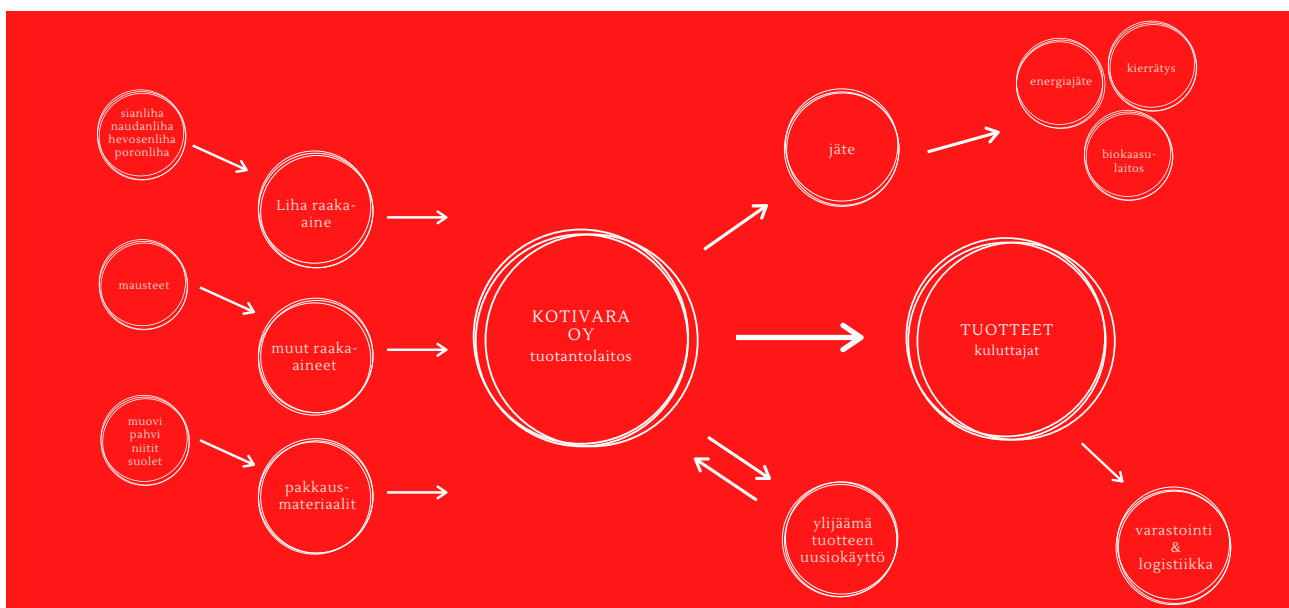 sianliha
naudanliha
hevosenliha
poronliha
Liha raaka-
aine
mausteet
muut raaka-
aineet
muovi
pahvi
niitit
suolet
pakkaus-
materiaalit
KOTIVARA
OY
tuotantolaitos
jäte
energiajäte
kierrätys
biokaasu-
laitos
TUOTTEET
kuluttajat
ylijäämä
tuotteen
uusiokäyttö
varastointi
&
logistiikka